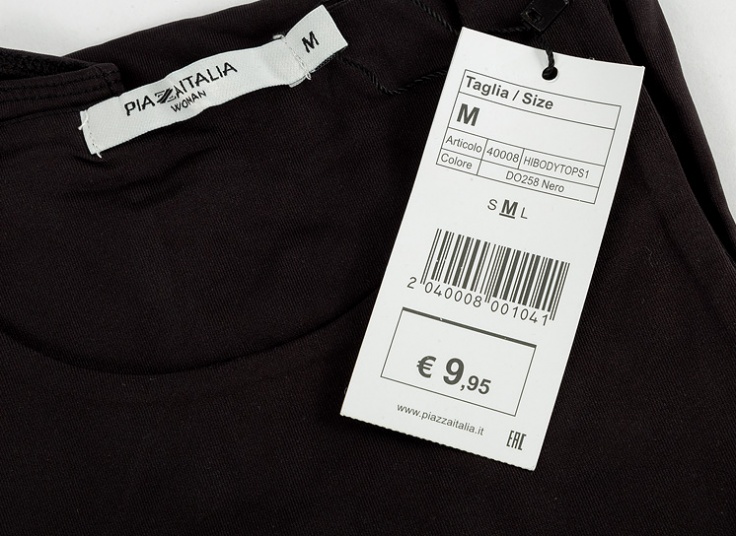 PIAZZAITALIA
WOMAN
M
Taglia / Size
M
Articolo 40008 HIBODYTOPS1
Colore DO258 Nero
S M L
2 040008 001041
€ 9,95
www.piazzaitalia.it
EAC